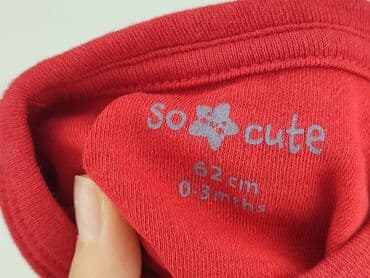 so cute
62 cm
0-3 mths